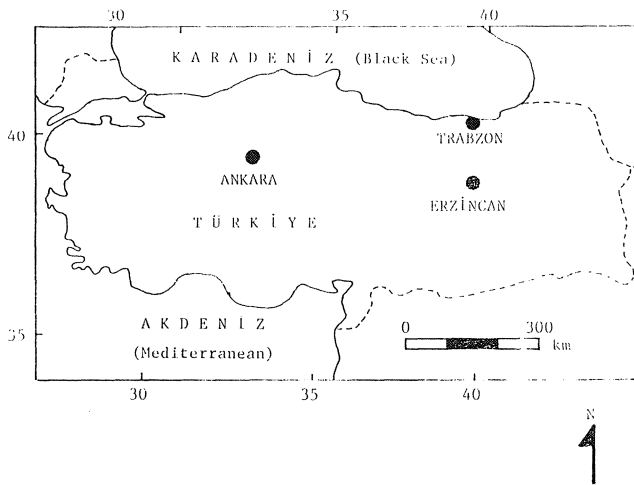 30 35 40
KARADENİZ (Black Sea)
40
TRABZON
ANKARA
ERZİNCAN
TÜRKİYE
AKDENİZ
(Mediterranean)
0 300
km
35
30 35 40
N